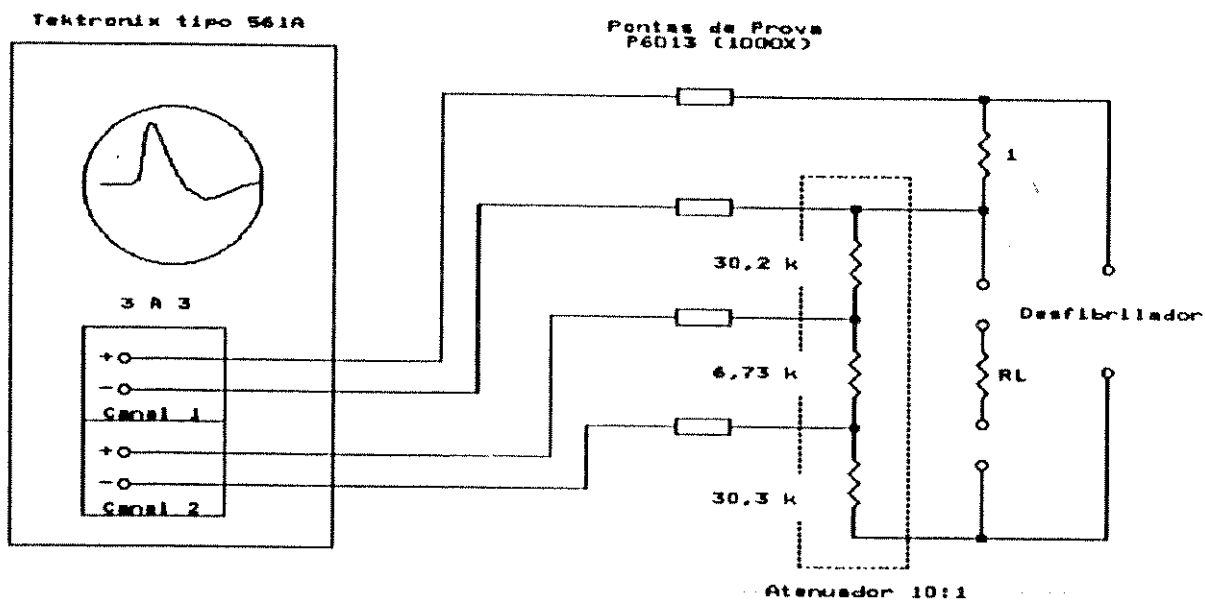 Tektronix tipo 561A
Pontas de Prova
P6013 (1000X)
1
30,2 k
3 A 3
Desfibrilador
+
6,73 k
RL
-
Canal 1
+
-
30,3 k
Canal 2
Atenuador 10:1